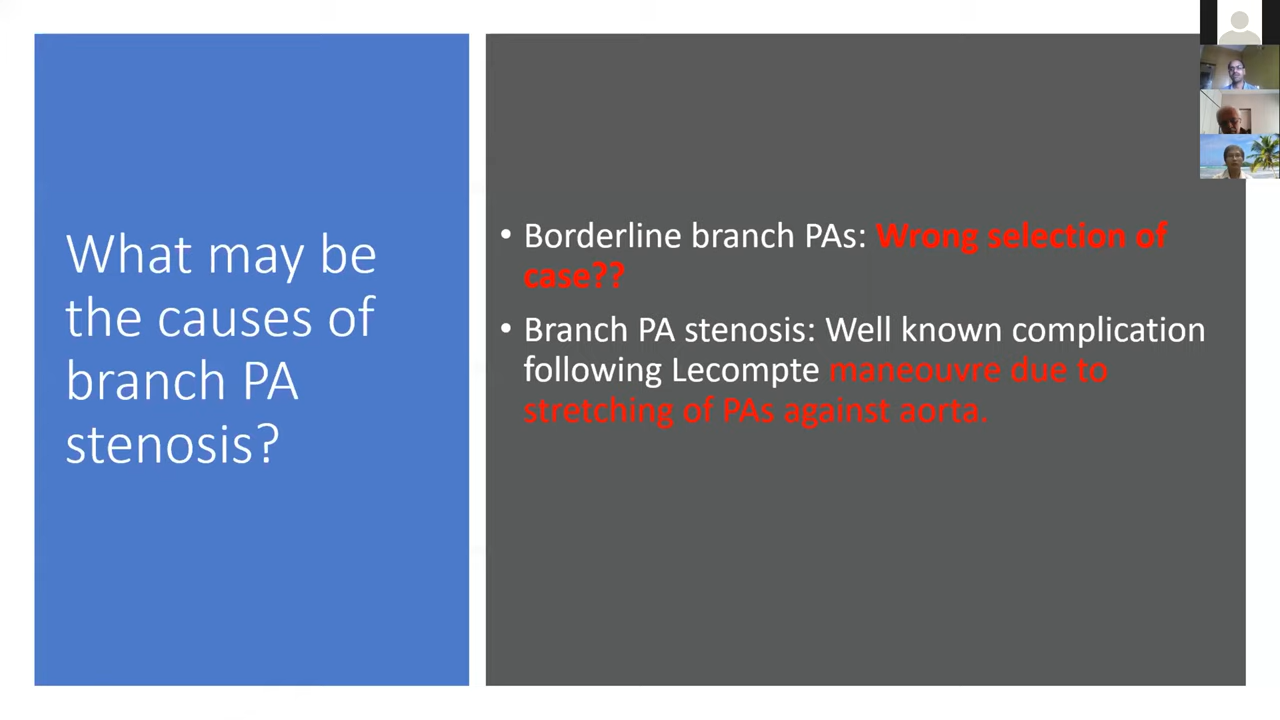 What may be
the causes of
branch PA
stenosis?
• Borderline branch PAs: Wrong selection of
case??
• Branch PA stenosis: Well known complication
following Lecompte maneouvre due to
stretching of PAs against aorta.